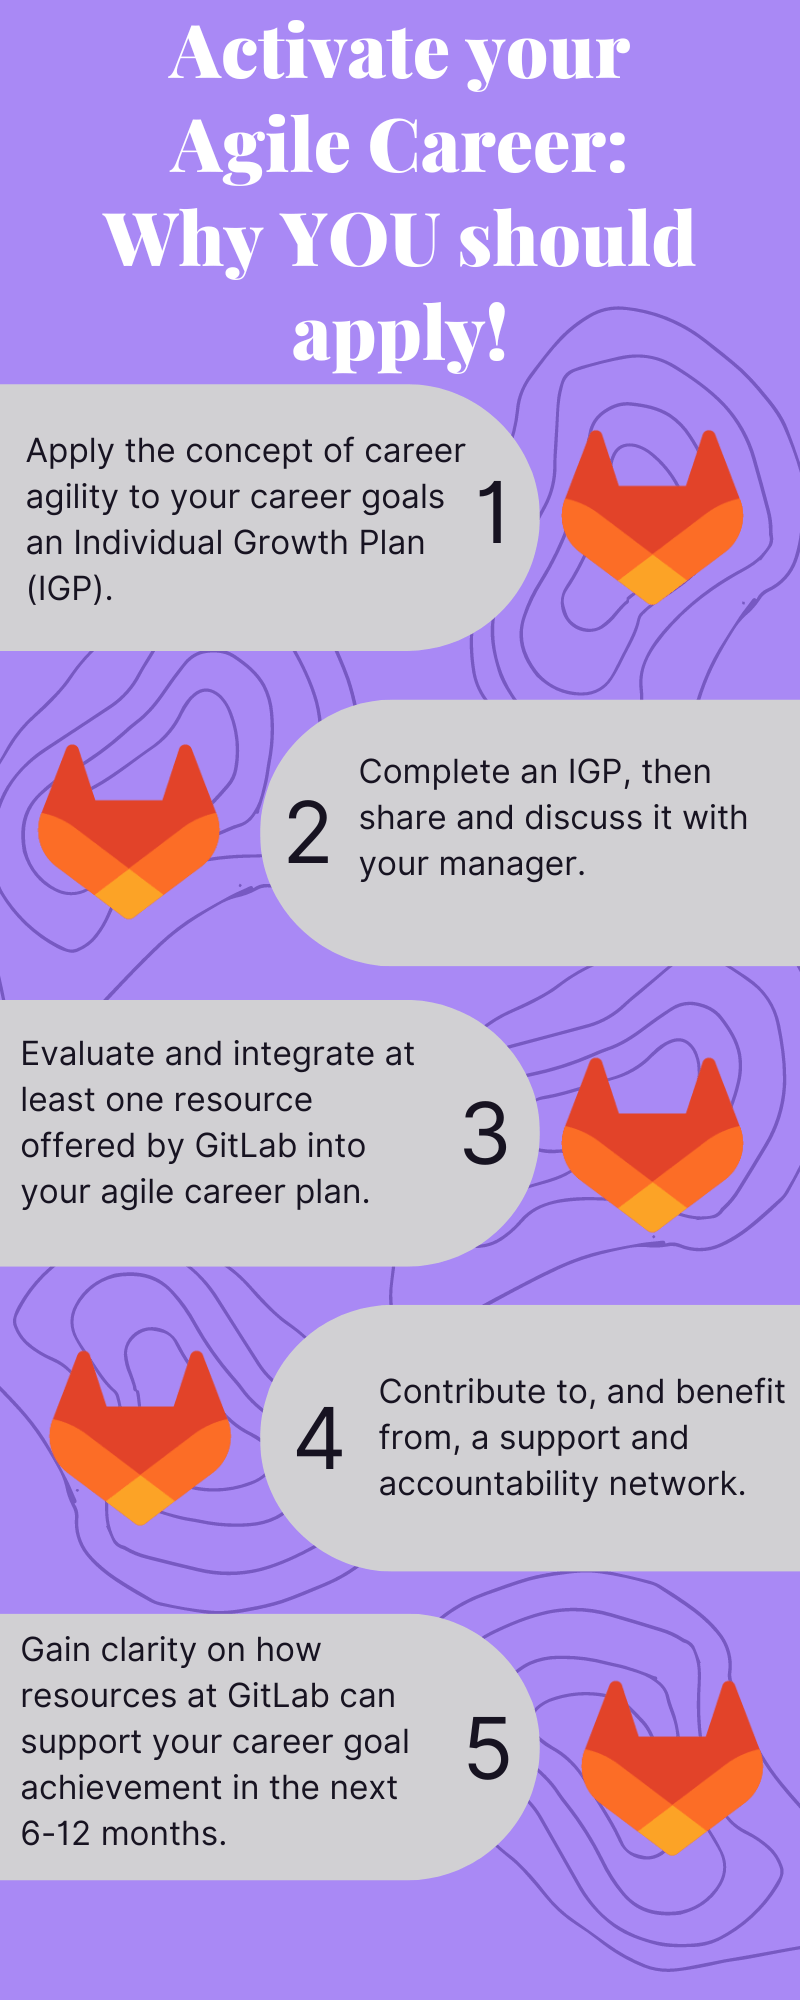 Activate your
Agile Career:
Why YOU should
apply!
Apply the concept of career
agility to your career goals
an Individual Growth Plan
(IGP).
1
2
Complete an IGP, then
share and discuss it with
your manager.
Evaluate and integrate at
least one resource
offered by GitLab into
your agile career plan.
3
4
Contribute to, and benefit
from, a support and
accountability network.
Gain clarity on how
resources at GitLab can
support your career goal
achievement in the next
6-12 months.
5